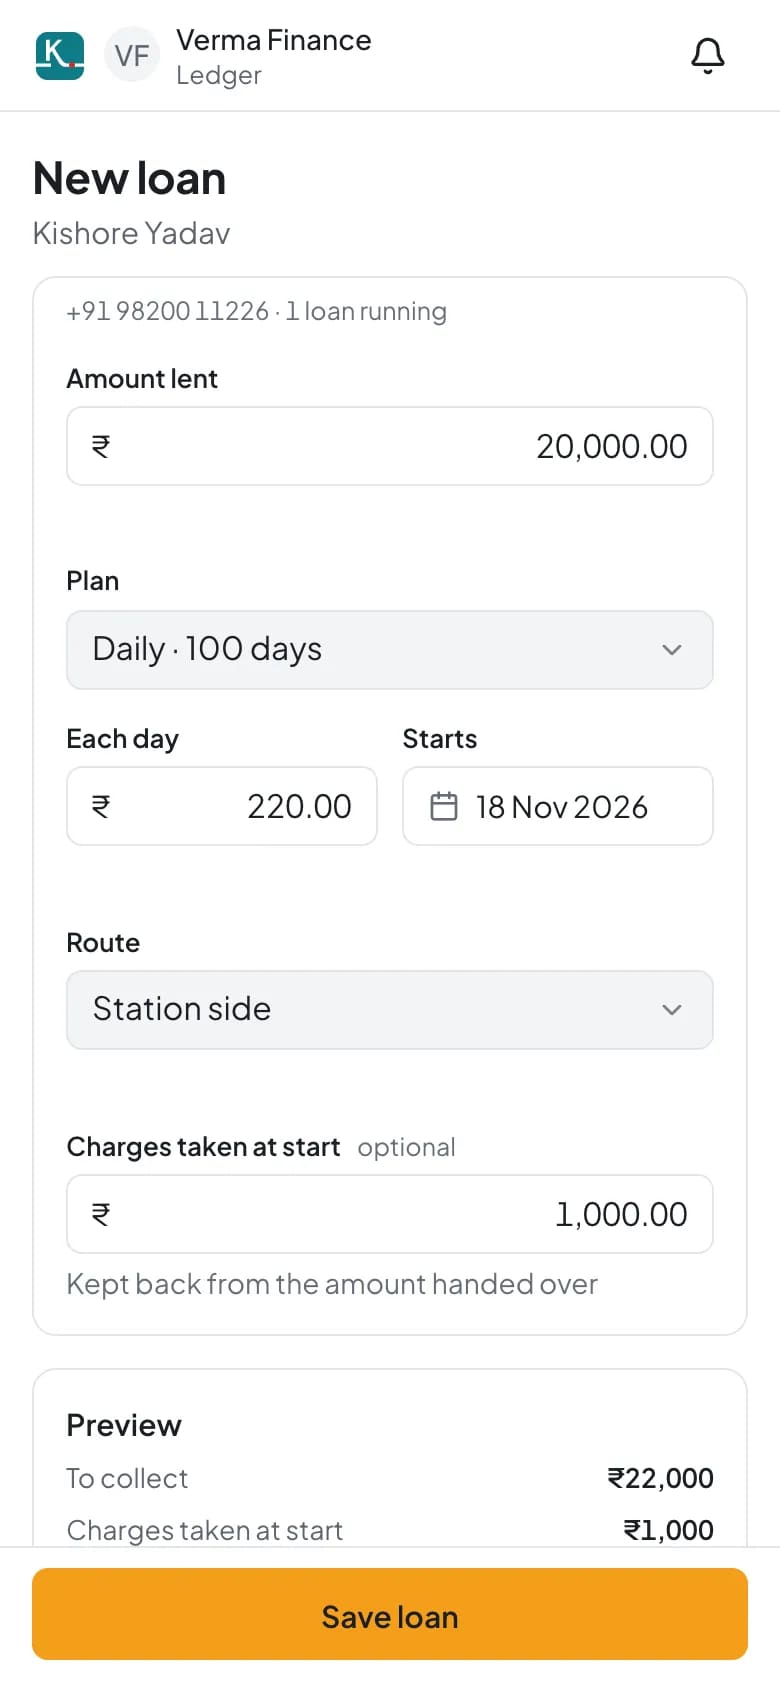 K.
VF
Verma Finance
Ledger
New loan
Kishore Yadav
+91 98200 11226 · 1 loan running
Amount lent
₹ 20,000.00
Plan
Daily · 100 days
Each day Starts
₹ 220.00 18 Nov 2026
Route
Station side
Charges taken at start optional
₹ 1,000.00
Kept back from the amount handed over
Preview
To collect ₹22,000
Charges taken at start ₹1,000
Save loan